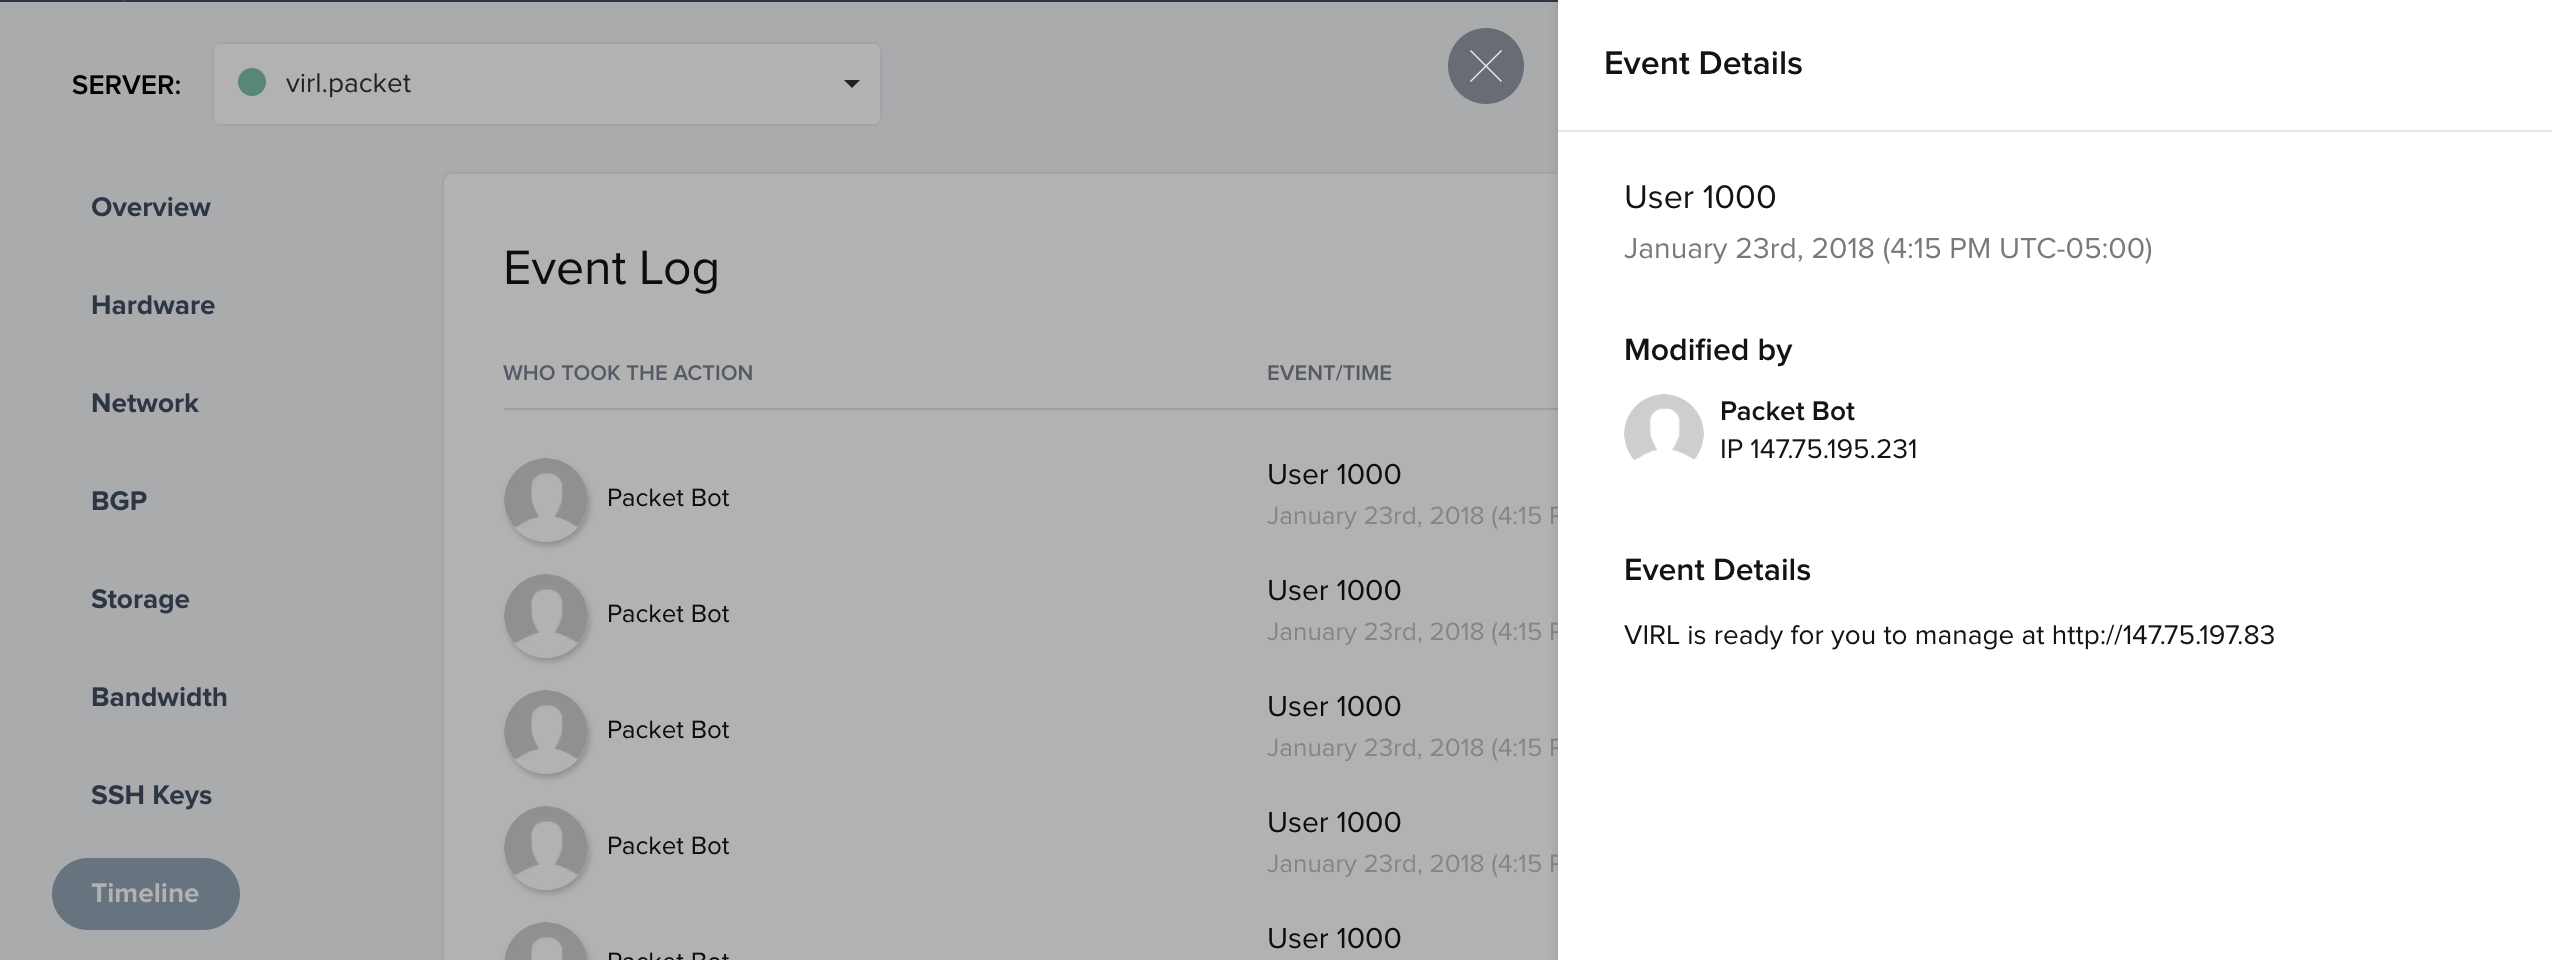 SERVER:
virl.packet
Overview
Hardware
Network
BGP
Storage
Bandwidth
SSH Keys
Timeline
Event Log
WHO TOOK THE ACTION
EVENT/TIME
Packet Bot
User 1000
January 23rd, 2018 (4:15
Packet Bot
User 1000
January 23rd, 2018 (4:15
Packet Bot
User 1000
January 23rd, 2018 (4:15
Packet Bot
User 1000
January 23rd, 2018 (4:15
Packet Bot
User 1000
Event Details
User 1000
January 23rd, 2018 (4:15 PM UTC-05:00)
Modified by
Packet Bot
IP 147.75.195.231
Event Details
VIRL is ready for you to manage at http://147.75.197.83